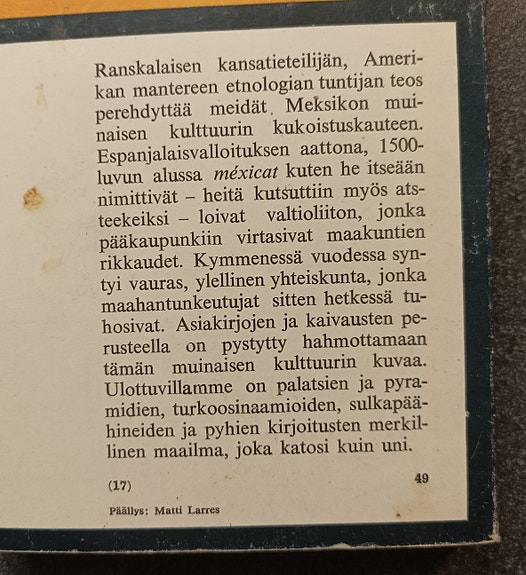 Ranskalaisen kansatieteilijän, Ameri-
kan mantereen etnologian tuntijan teos
perehdyttää meidät Meksikon mui-
naisen kulttuurin kukoistuskauteen.
Espanjalaisvalloituksen aattona, 1500-
luvun alussa méxicat kuten he itseään
nimittivät – heitä kutsuttiin myös ats-
teekeiksi – loivat valtioliiton, jonka
pääkaupunkiin virtasivat maakuntien
rikkaudet. Kymmenessä vuodessa syn-
tyi vauras, ylellinen yhteiskunta, jonka
maahantunkeutujat sitten hetkessä tu-
hosivat. Asiakirjojen ja kaivausten pe-
rusteella on pystytty hahmottamaan
tämän muinaisen kulttuurin kuvaa.
Ulottuvillamme on palatsien ja pyra-
midien, turkoosinaamioiden, sulkapää-
hineiden ja pyhien kirjoitusten merkil-
linen maailma, joka katosi kuin uni.
(17) 49
Päällys: Matti Larres